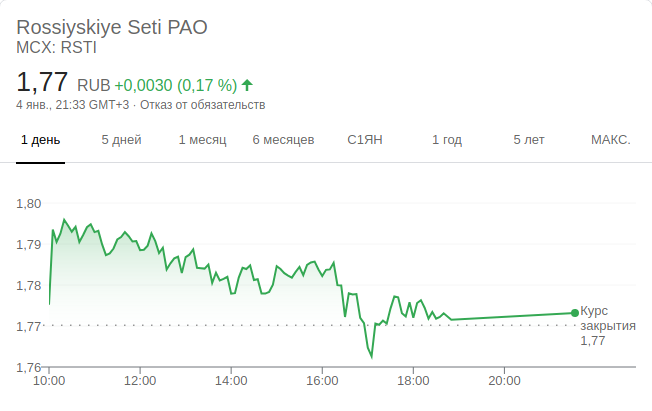 Rossiyskiye Seti PAO
MCX: RSTI
1,77 RUB +0,0030 (0,17 %)
4 янв., 21:33 GMT+3 · Отказ от обязательств
1 день 5 дней 1 месяц 6 месяцев С1ЯН 1 год 5 лет МАКС.
1,80
1,79
1,78
1,77
1,76
Курс
закрытия
1,77
10:00 12:00 14:00 16:00 18:00 20:00